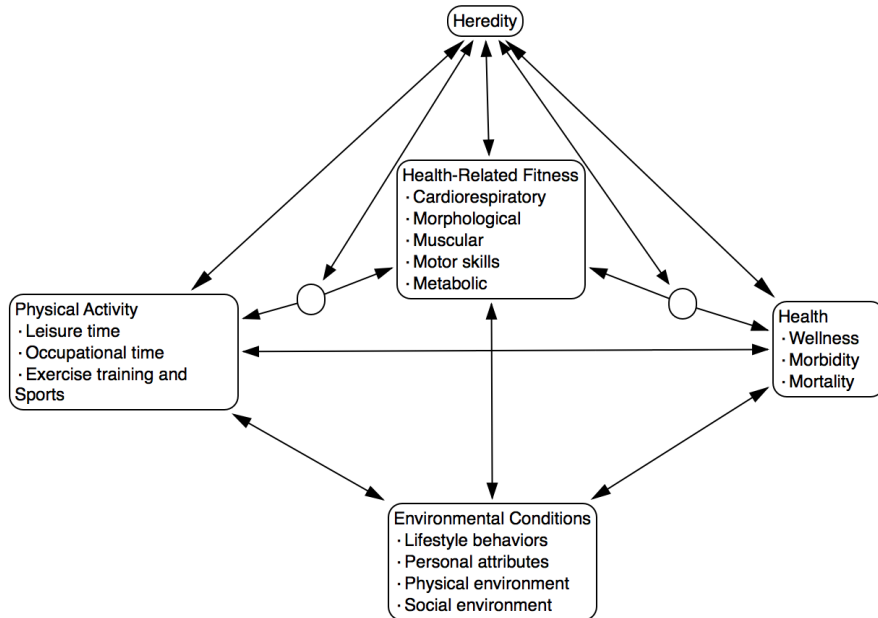 Heredity
Health-Related Fitness
· Cardiorespiratory
· Morphological
· Muscular
· Motor skills
· Metabolic
Physical Activity
· Leisure time
· Occupational time
· Exercise training and
Sports
Health
· Wellness
· Morbidity
· Mortality
Environmental Conditions
· Lifestyle behaviors
· Personal attributes
· Physical environment
· Social environment